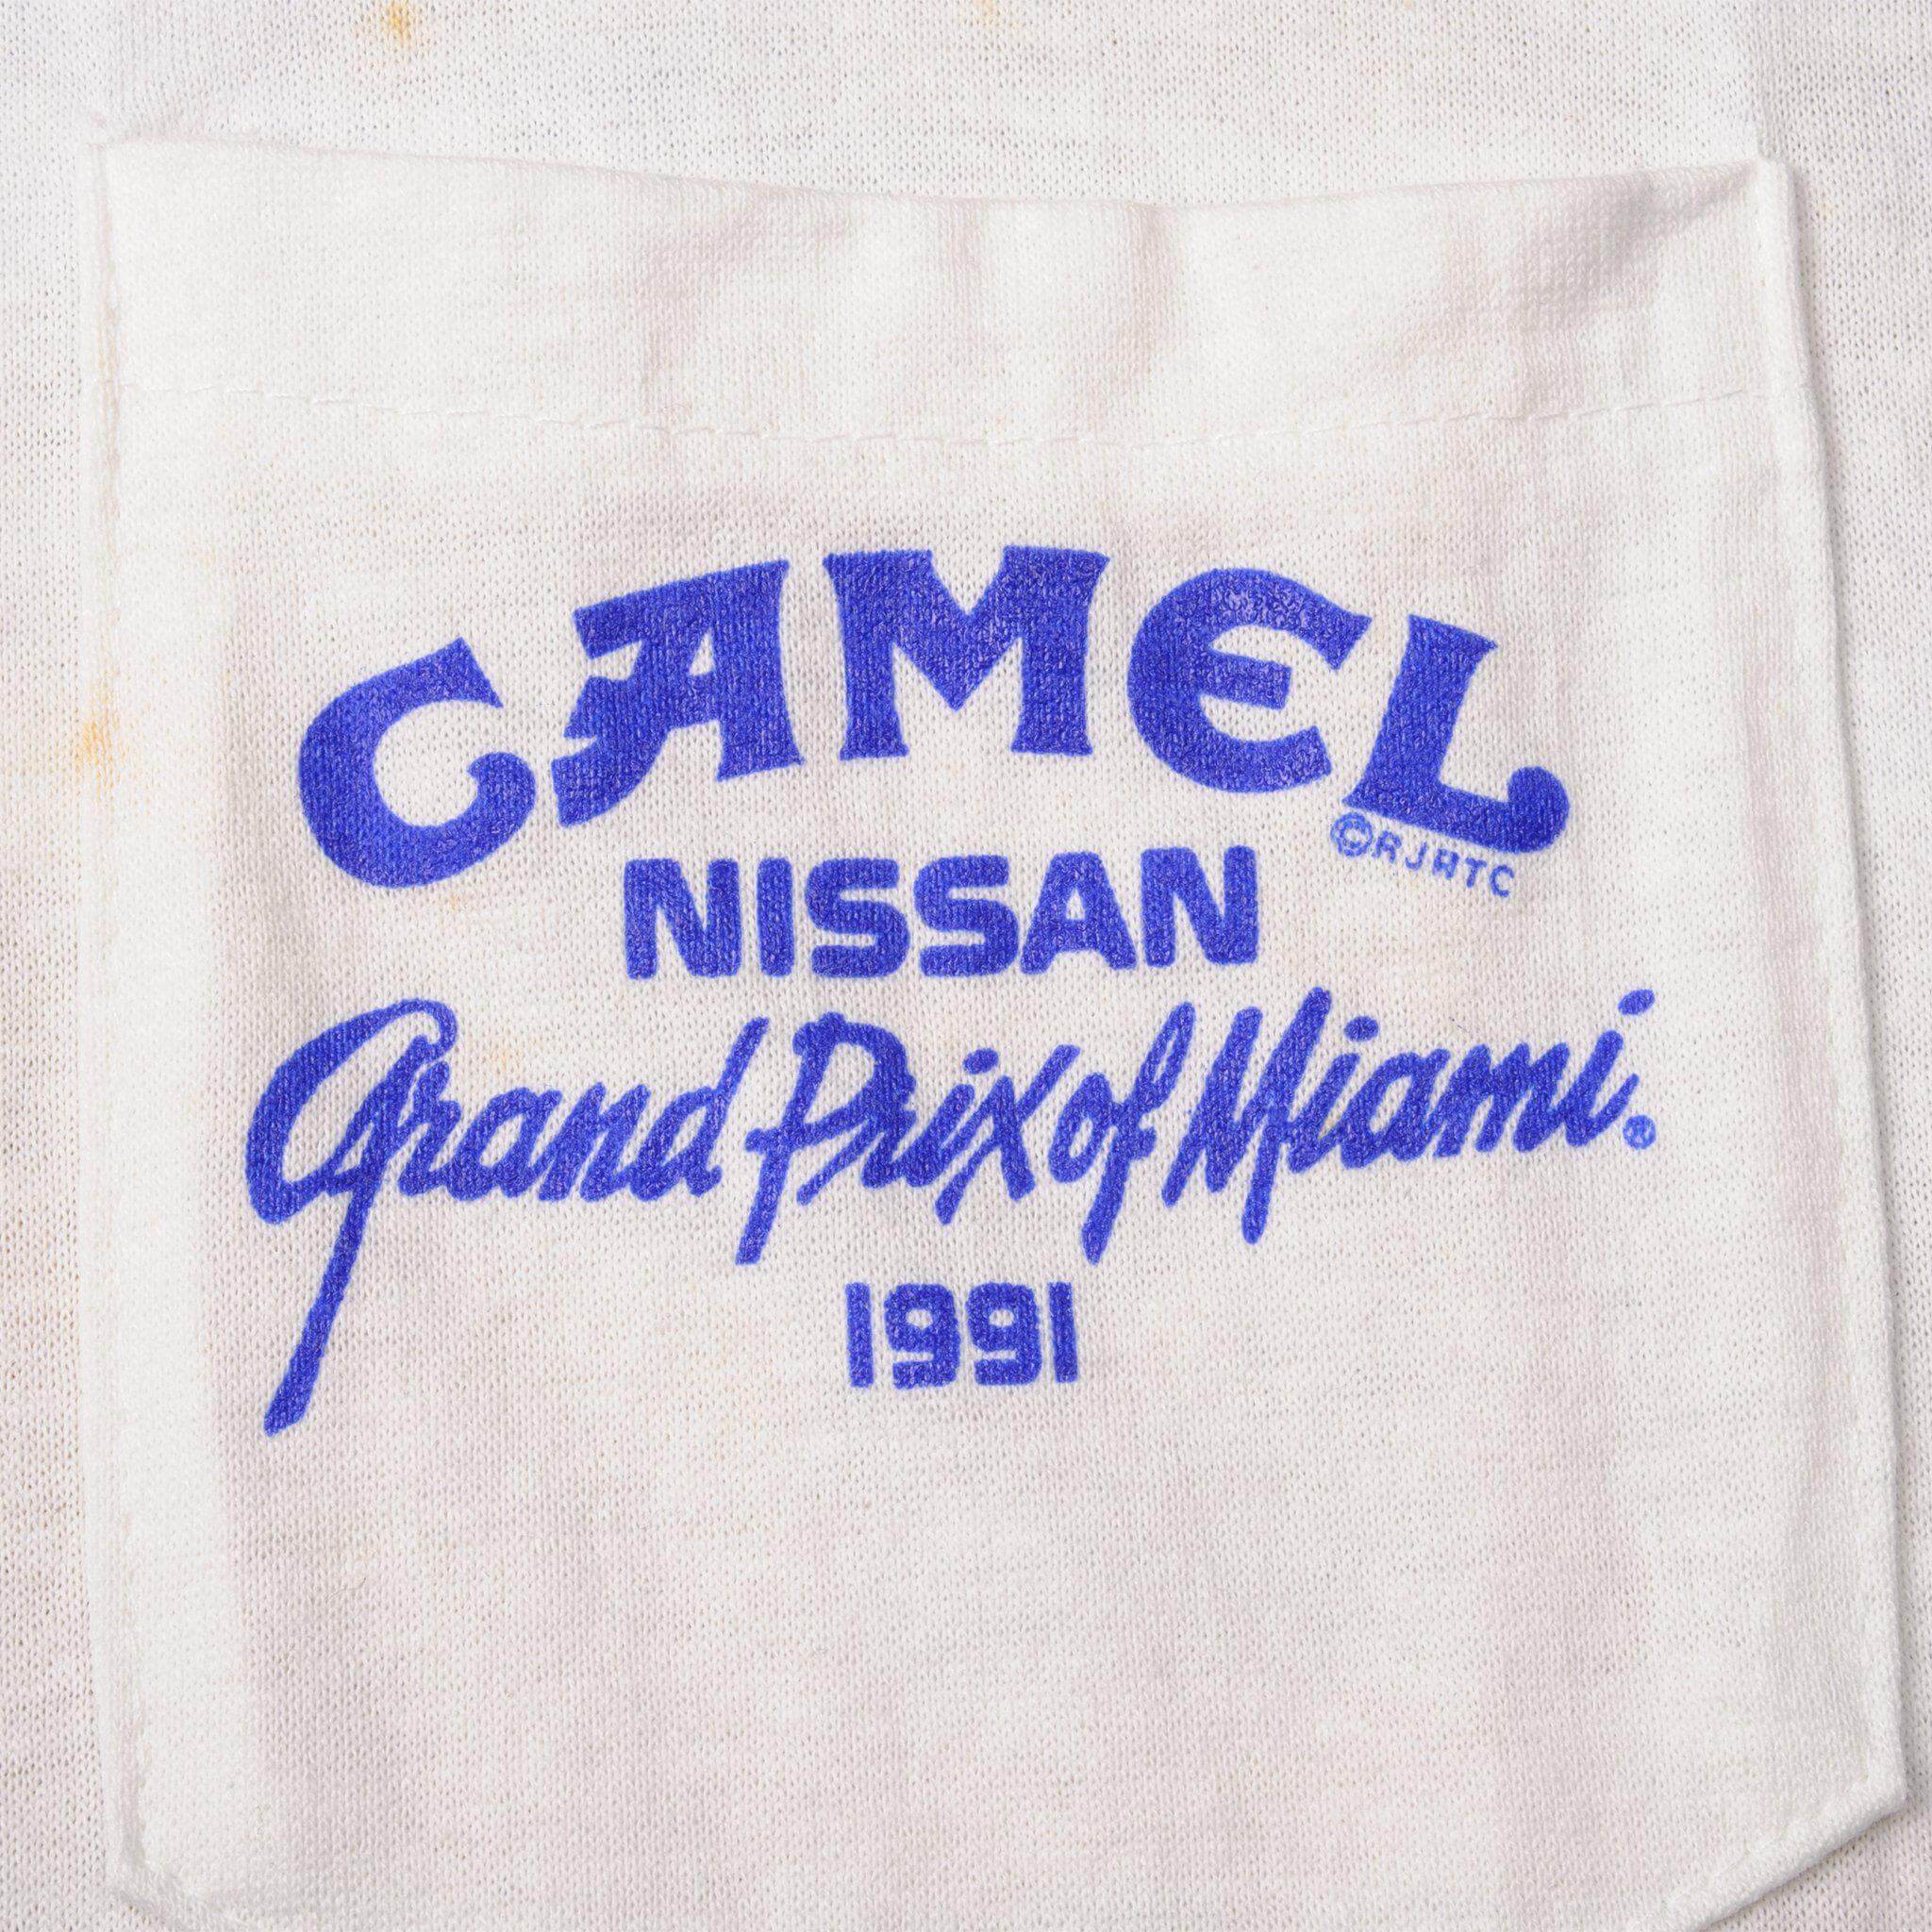 CAMEL
©RJRTC
NISSAN
Grand Prix of Miami®
1991